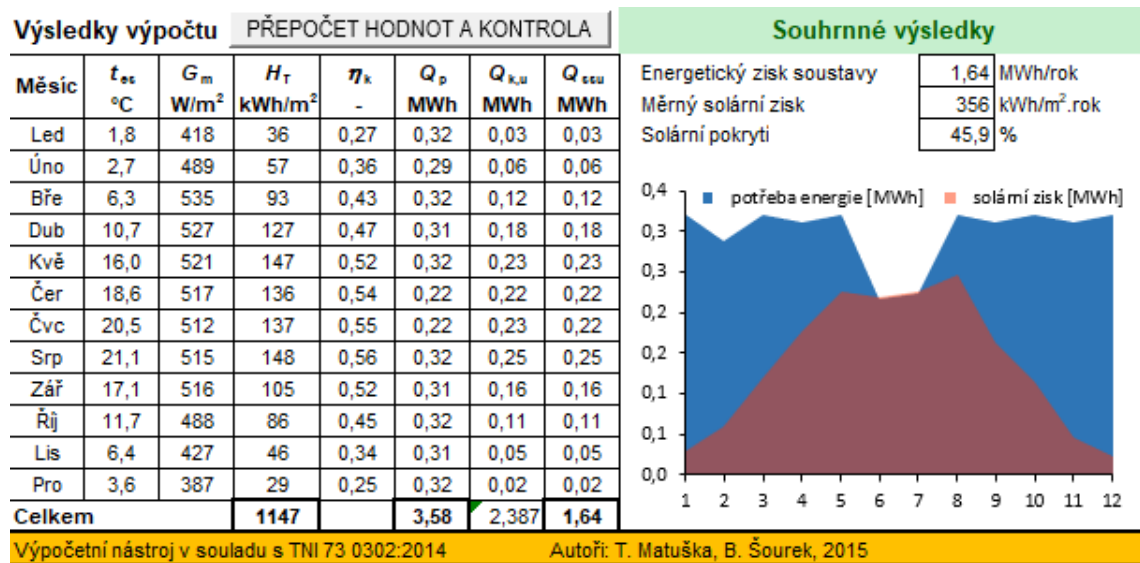 Výsledky výpočtu PŘEPOČET HODNOT A KONTROLA
Měsíc t es G m H T η k Q p Q k,u Q ssu
°C W/m² kWh/m² - MWh MWh MWh
Led 1,8 418 36 0,27 0,32 0,03 0,03
Úno 2,7 489 57 0,36 0,29 0,06 0,06
Bře 6,3 535 93 0,43 0,32 0,12 0,12
Dub 10,7 527 127 0,47 0,31 0,18 0,18
Kvě 16,0 521 147 0,52 0,32 0,23 0,23
Čer 18,6 517 136 0,54 0,22 0,22 0,22
Čvc 20,5 512 137 0,55 0,22 0,23 0,22
Srp 21,1 515 148 0,56 0,32 0,25 0,25
Zář 17,1 516 105 0,52 0,31 0,16 0,16
Říj 11,7 488 86 0,45 0,32 0,11 0,11
Lis 6,4 427 46 0,34 0,31 0,05 0,05
Pro 3,6 387 29 0,25 0,32 0,02 0,02
Celkem 1147 3,58 2,387 1,64
Souhrnné výsledky
Energetický zisk soustavy 1,64 MWh/rok
Měrný solární zisk 356 kWh/m².rok
Solární pokrytí 45,9 %
potřeba energie [MWh] solární zisk [MWh]
0,4
0,3
0,3
0,2
0,2
0,1
0,1
0,0
1 2 3 4 5 6 7 8 9 10 11 12
Výpočetní nástroj v souladu s TNI 73 0302:2014 Autoři: T. Matuška, B. Šourek, 2015